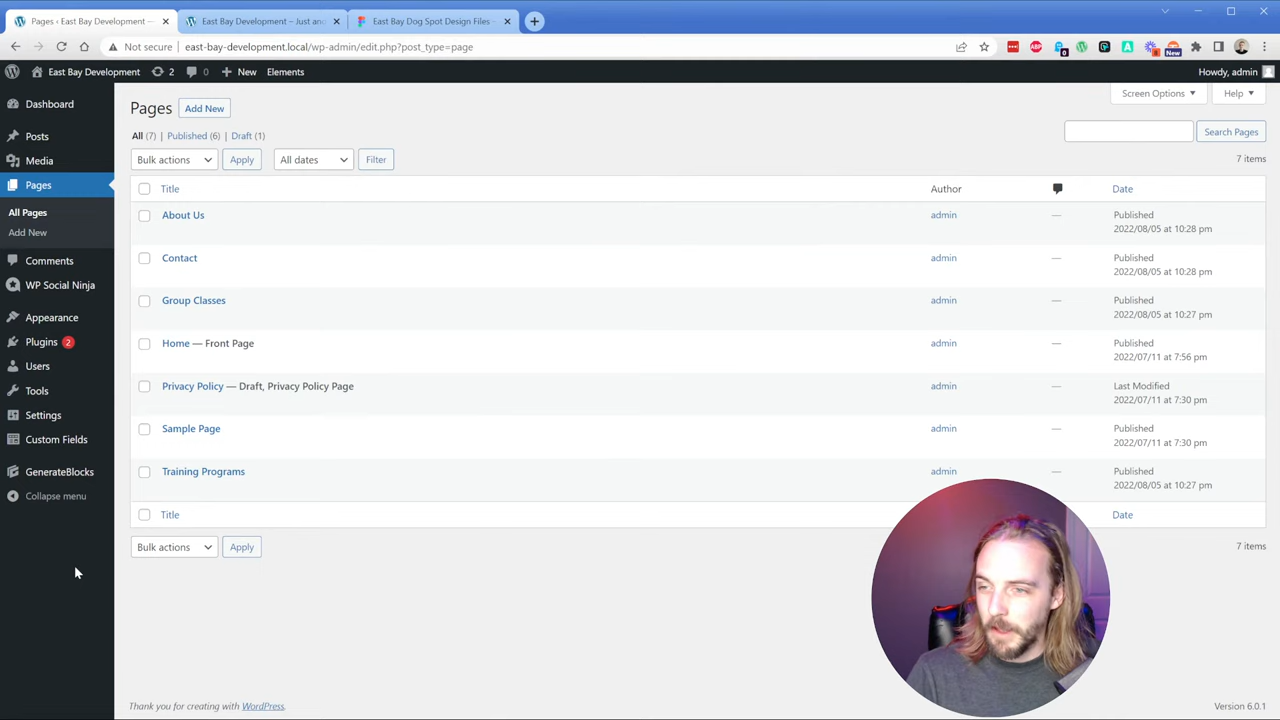 Pages ‹ East Bay Development —
East Bay Development – Just an
East Bay Dog Spot Design Files –
Not secure east-bay-development.local/wp-admin/edit.php?post_type=page
0
8
New
East Bay Development 2 0 New Elements
Howdy, admin
Dashboard
Posts
Media
Pages
All Pages
Add New
Comments
WP Social Ninja
Appearance
Plugins 2
Users
Tools
Settings
Custom Fields
GenerateBlocks
Collapse menu
Screen Options Help
Pages Add New
All (7) | Published (6) | Draft (1)
Search Pages
Bulk actions Apply All dates Filter
7 items
Title Author Date
About Us admin — Published
2022/08/05 at 10:28 pm
Contact admin — Published
2022/08/05 at 10:28 pm
Group Classes admin — Published
2022/08/05 at 10:27 pm
Home — Front Page admin — Published
2022/07/11 at 7:56 pm
Privacy Policy — Draft, Privacy Policy Page admin — Last Modified
2022/07/11 at 7:30 pm
Sample Page admin — Published
2022/07/11 at 7:30 pm
Training Programs admin — Published
2022/08/05 at 10:27 pm
Title Date
Bulk actions Apply
7 items
Thank you for creating with WordPress.
Version 6.0.1